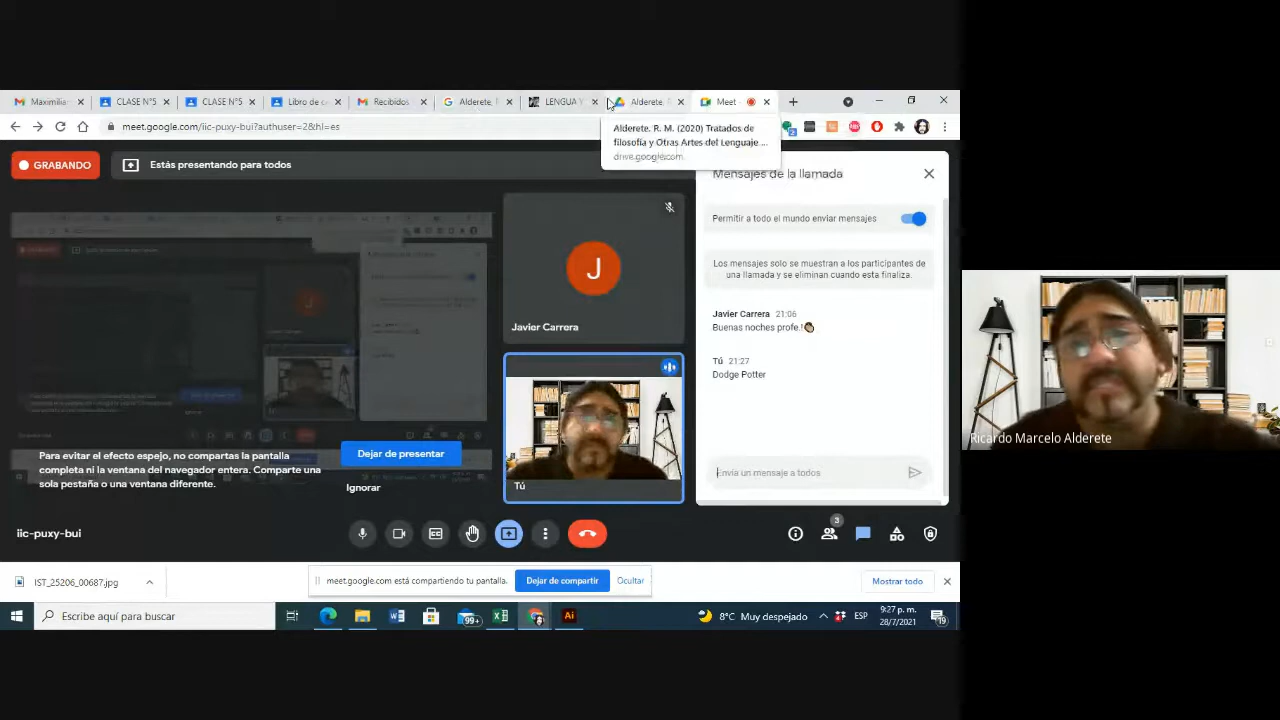 Maximilia
CLASE N°5
CLASE N°5
Libro de c
Recibidos
Alderete,
LENGUA Y
Alderete,
Meet
meet.google.com/iic-puxy-bui?authuser=2&hl=es
Alderete. R. M. (2020) Tratados de
filosofía y Otras Artes del Lenguaje ...
drive.google.com
GRABANDO
Estás presentando para todos
Mensajes de la llamada
Permitir a todo el mundo enviar mensajes
Los mensajes solo se muestran a los participantes de
una llamada y se eliminan cuando esta finaliza.
J
Javier Carrera
Javier Carrera 21:06
Buenas noches profe.!
Tú 21:27
Dodge Potter
Para evitar el efecto espejo, no compartas la pantalla
completa ni la ventana del navegador entera. Comparte una
sola pestaña o una ventana diferente.
Dejar de presentar
Ignorar
Tú
Envía un mensaje a todos
Ricardo Marcelo Alderete
iic-puxy-bui
3
IST_25206_00687.jpg
meet.google.com está compartiendo tu pantalla.
Dejar de compartir
Ocultar
Mostrar todo
Escribe aquí para buscar
99+
Ai
8°C Muy despejado
ESP
9:27 p. m.
28/7/2021
19